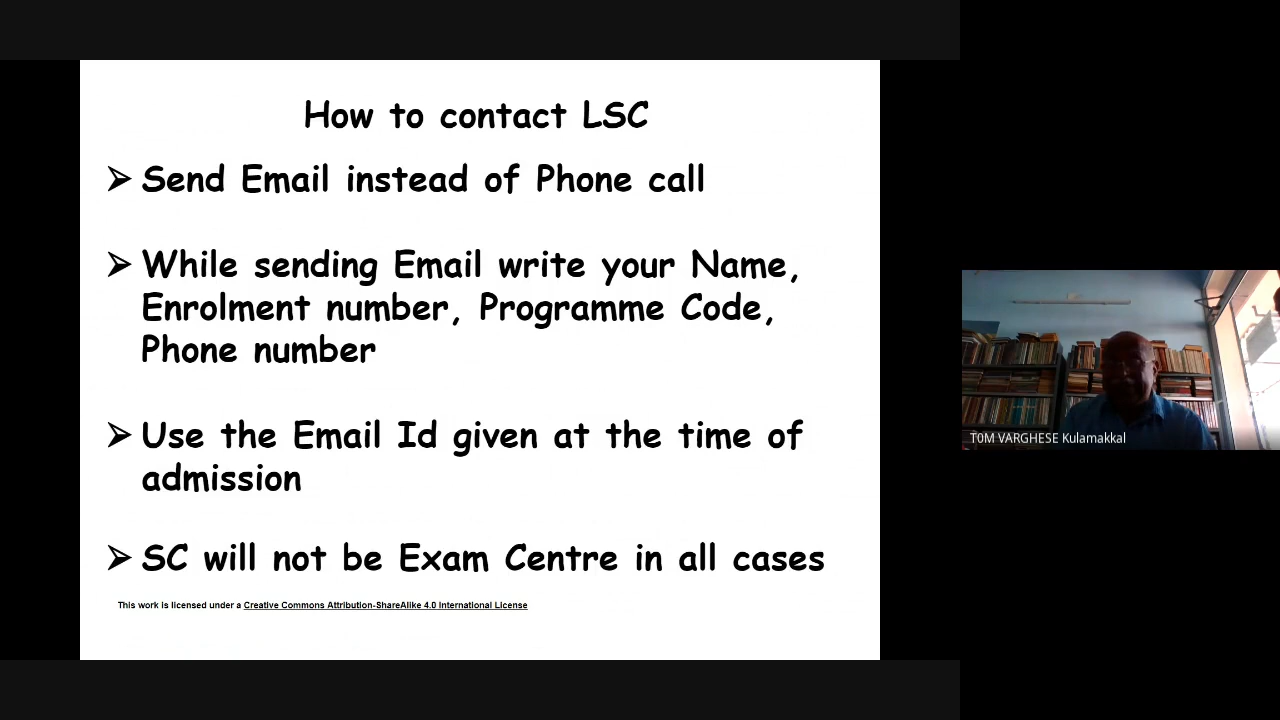 How to contact LSC
➢ Send Email instead of Phone call
➢ While sending Email write your Name,
Enrolment number, Programme Code,
Phone number
➢ Use the Email Id given at the time of
admission
➢ SC will not be Exam Centre in all cases
This work is licensed under a Creative Commons Attribution-ShareAlike 4.0 International License
T0M VARGHESE Kulamakkal